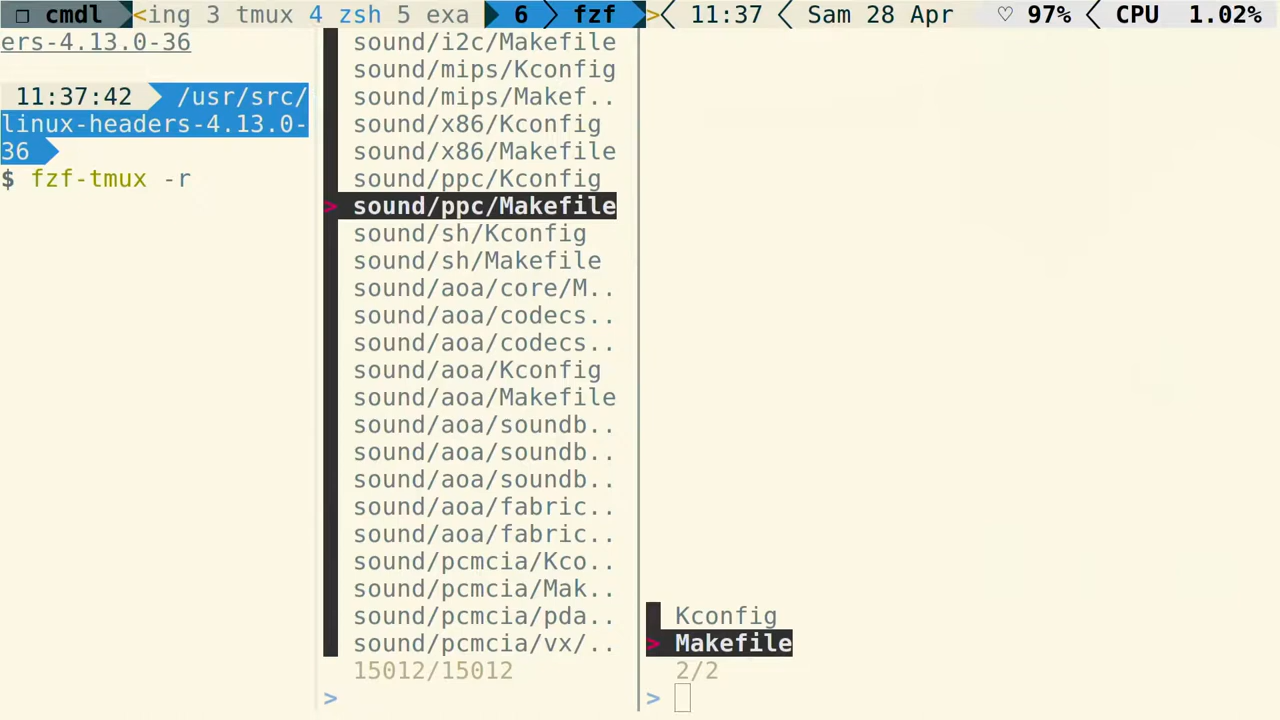 ❐ cmdl <ing 3 tmux 4 zsh 5 exa 6 fzf > 11:37 Sam 28 Apr ♡ 97% CPU 1.02%
ers-4.13.0-36
11:37:42 /usr/src/
linux-headers-4.13.0-
36
$ fzf-tmux -r
sound/i2c/Makefile
sound/mips/Kconfig
sound/mips/Makef..
sound/x86/Kconfig
sound/x86/Makefile
sound/ppc/Kconfig
> sound/ppc/Makefile
sound/sh/Kconfig
sound/sh/Makefile
sound/aoa/core/M..
sound/aoa/codecs..
sound/aoa/codecs..
sound/aoa/Kconfig
sound/aoa/Makefile
sound/aoa/soundb..
sound/aoa/soundb..
sound/aoa/soundb..
sound/aoa/fabric..
sound/aoa/fabric..
sound/pcmcia/Kco..
sound/pcmcia/Mak..
sound/pcmcia/pda..
sound/pcmcia/vx/..
15012/15012
>
Kconfig
> Makefile
2/2
>